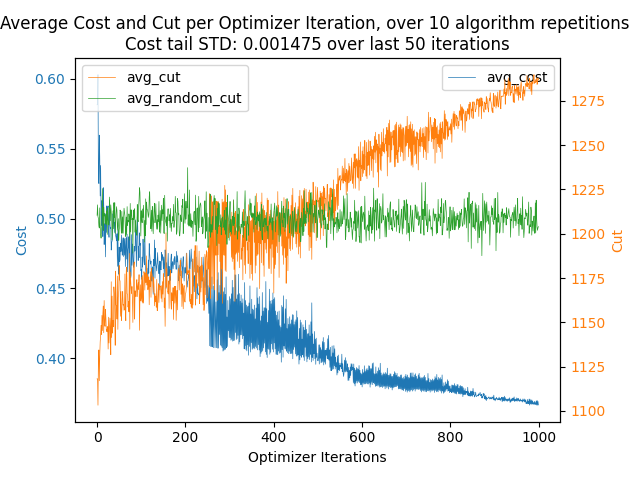 Average Cost and Cut per Optimizer Iteration, over 10 algorithm repetitions
Cost tail STD: 0.001475 over last 50 iterations
avg_cut
avg_random_cut
avg_cost
0.60
0.55
0.50
0.45
0.40
Cost
1275
1250
1225
1200
1175
1150
1125
1100
Cut
0 200 400 600 800 1000
Optimizer Iterations